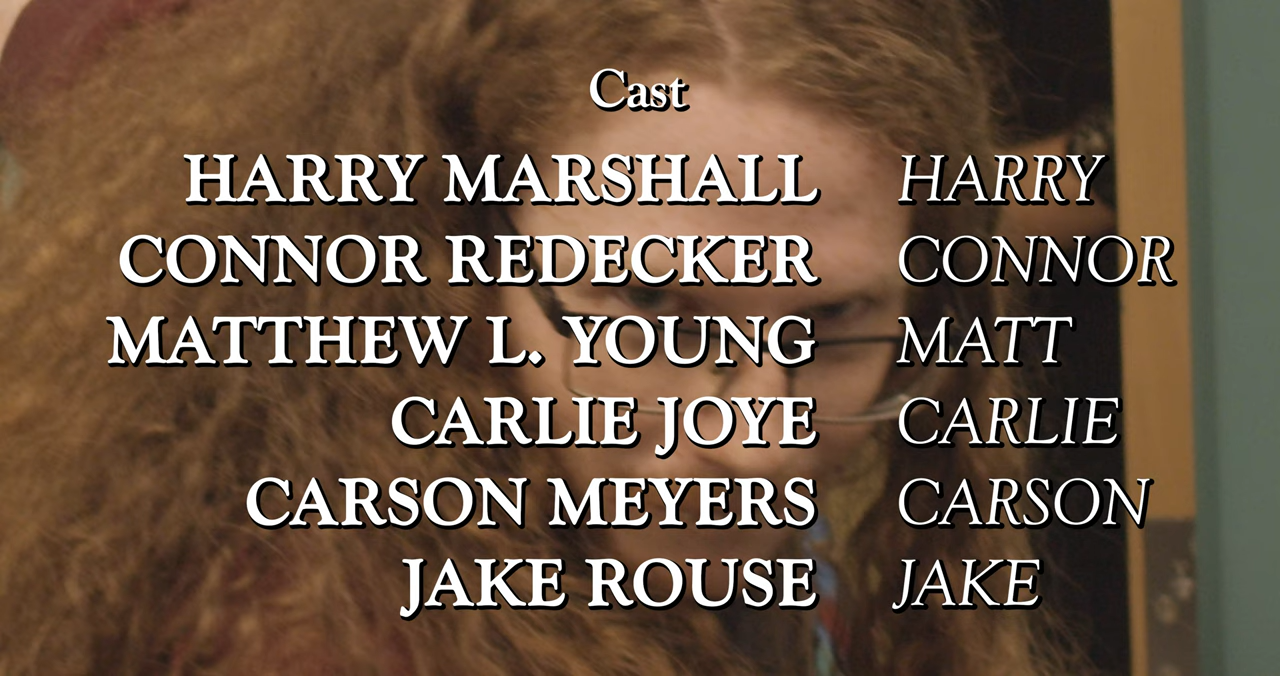 Cast
HARRY MARSHALL HARRY
CONNOR REDECKER CONNOR
MATTHEW L. YOUNG MATT
CARLIE JOYE CARLIE
CARSON MEYERS CARSON
JAKE ROUSE JAKE